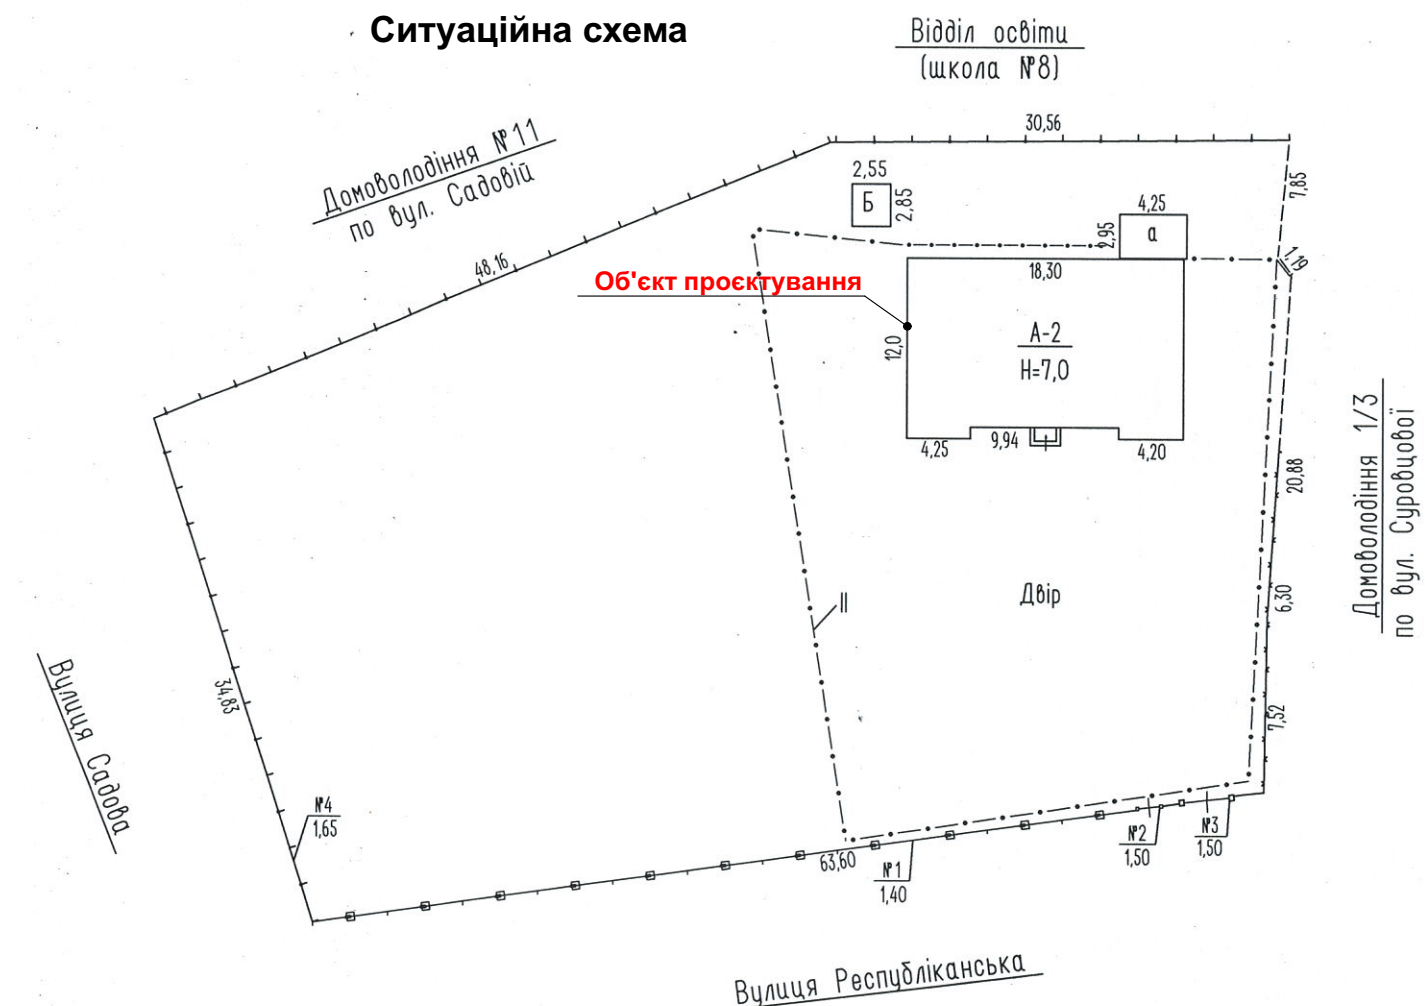 Ситуаційна схема
Відділ освіти
(школа №8)
30,56
Домоволодіння №11
по вул. Садовій
48,16
2,55
Б
2,85
4,25
2,95
а
7,85
1,19
Об'єкт проєктування
18,30
12,0
А-2
Н=7,0
4,25
9,94
4,20
20,88
Домоволодіння 1/3
по вул. Суровцової
Двір
II
6,30
7,52
34,83
Вулиця Садова
№4
1,65
63,60
№1
1,40
№2
1,50
№3
1,50
Вулиця Республіканська